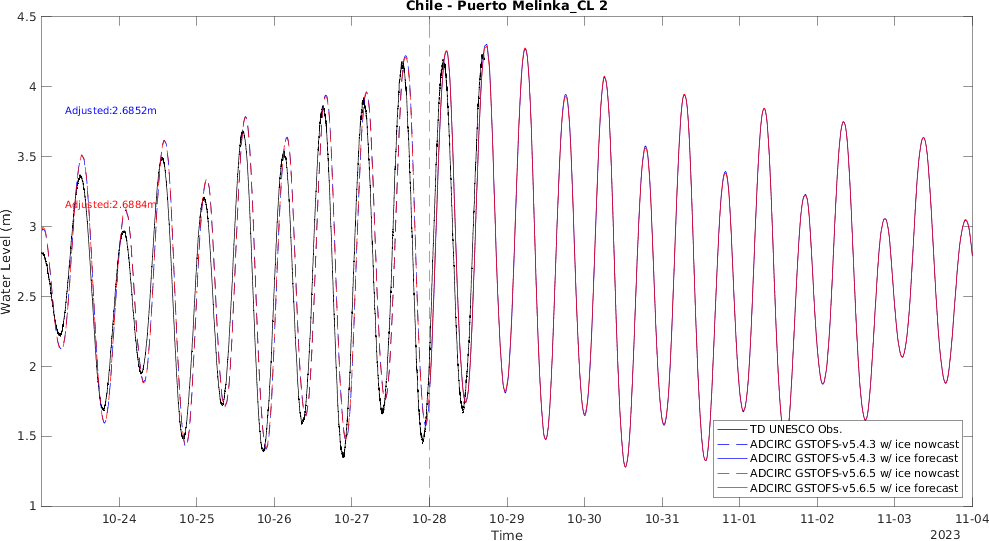 Chile - Puerto Melinka_CL 2
4.5
4
3.5
3
2.5
2
1.5
1
Water Level (m)
Adjusted:2.6852m
Adjusted:2.6884m
TD UNESCO Obs.
ADCIRC GSTOFS-v5.4.3 w/ ice nowcast
ADCIRC GSTOFS-v5.4.3 w/ ice forecast
ADCIRC GSTOFS-v5.6.5 w/ ice nowcast
ADCIRC GSTOFS-v5.6.5 w/ ice forecast
10-24 10-25 10-26 10-27 10-28 10-29 10-30 10-31 11-01 11-02 11-03 11-04
Time
2023